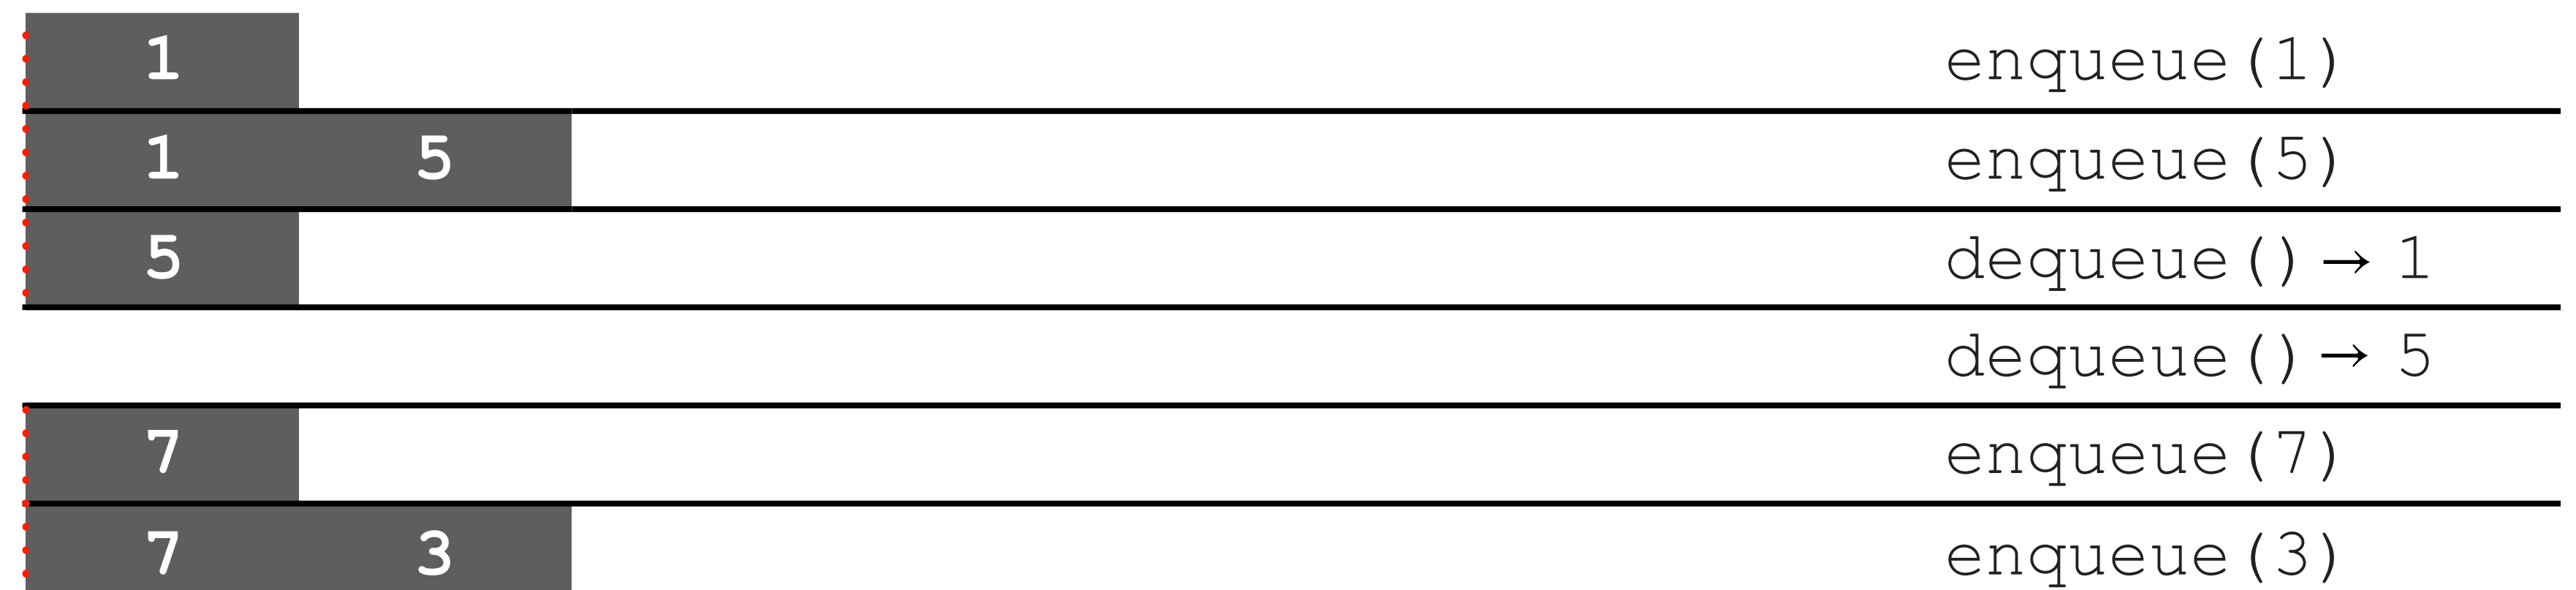 1 enqueue(1)
1 5 enqueue(5)
5 dequeue() → 1
dequeue() → 5
7 enqueue(7)
7 3 enqueue(3)